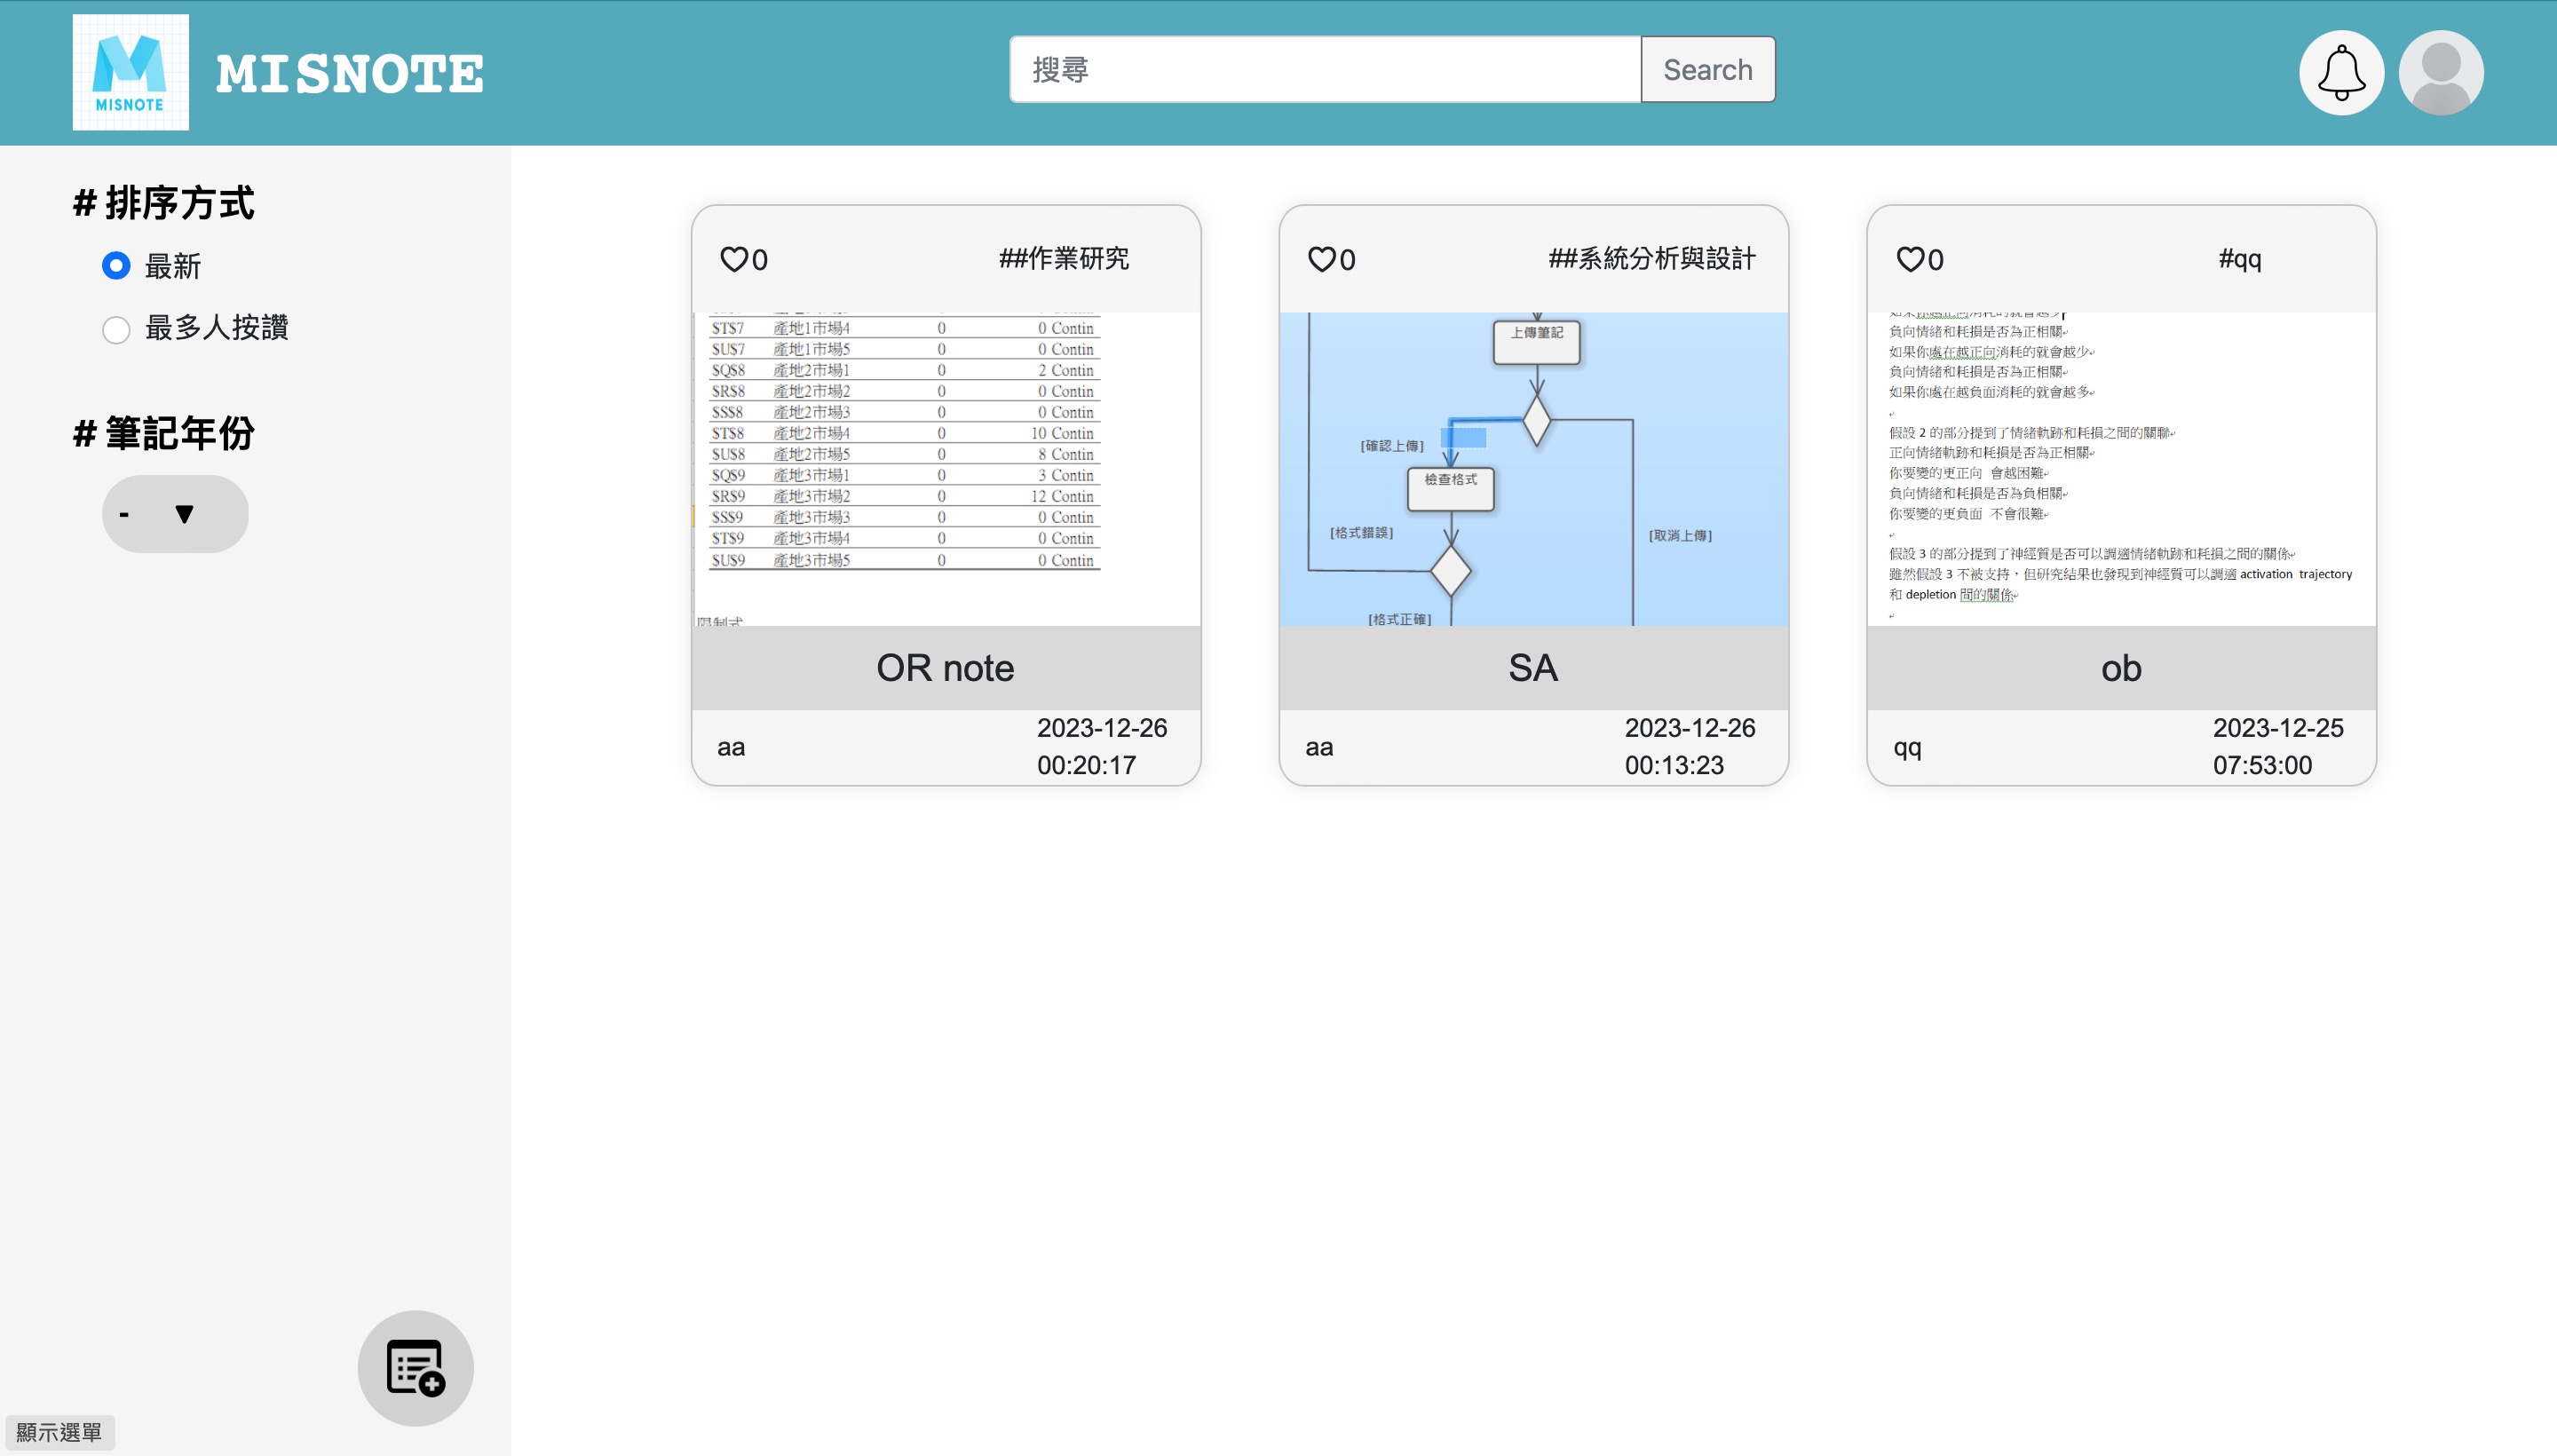 MISNOTE
MISNOTE
搜尋
Search
# 排序方式
最新
最多人按讚
# 筆記年份
-
0
##作業研究
$T$7 產地1市場4 0 0 Contin
$U$7 產地1市場5 0 0 Contin
$Q$8 產地2市場1 0 2 Contin
$R$8 產地2市場2 0 0 Contin
$S$8 產地2市場3 0 0 Contin
$T$8 產地2市場4 0 10 Contin
$U$8 產地2市場5 0 8 Contin
$Q$9 產地3市場1 0 3 Contin
$R$9 產地3市場2 0 12 Contin
$S$9 產地3市場3 0 0 Contin
$T$9 產地3市場4 0 0 Contin
$U$9 產地3市場5 0 0 Contin
限制式
OR note
aa
2023-12-26
00:20:17
0
##系統分析與設計
上傳筆記
[確認上傳]
檢查格式
[格式錯誤]
[取消上傳]
[格式正確]
SA
aa
2023-12-26
00:13:23
0
#qq
負向情緒和耗損是否為正相關
如果你處在越正向消耗的就會越少
負向情緒和耗損是否為正相關
如果你處在越負面消耗的就會越多
假設 2 的部分提到了情緒軌跡和耗損之間的關聯
正向情緒軌跡和耗損是否為正相關
你要變的更正向 會越困難
負向情緒和耗損是否為負相關
你要變的更負面 不會很難
假設 3 的部分提到了神經質是否可以調適情緒軌跡和耗損之間的關係
雖然假設 3 不被支持，但研究結果也發現到神經質可以調適 activation trajectory
和 depletion 間的關係
ob
qq
2023-12-25
07:53:00
顯示選單